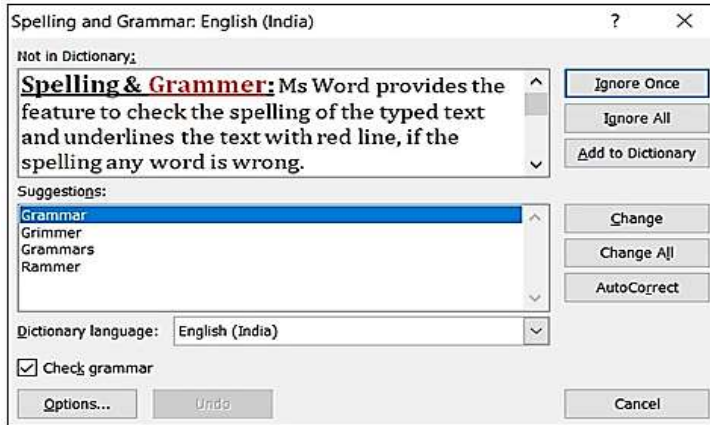 Spelling and Grammar: English (India)
? ×
Not in Dictionary:
Spelling & Grammer: Ms Word provides the
feature to check the spelling of the typed text
and underlines the text with red line, if the
spelling any word is wrong.
Ignore Once
Ignore All
Add to Dictionary
Suggestions:
Grammar
Grimmer
Grammars
Rammer
Change
Change All
AutoCorrect
Dictionary language: English (India)
Check grammar
Options... Undo Cancel